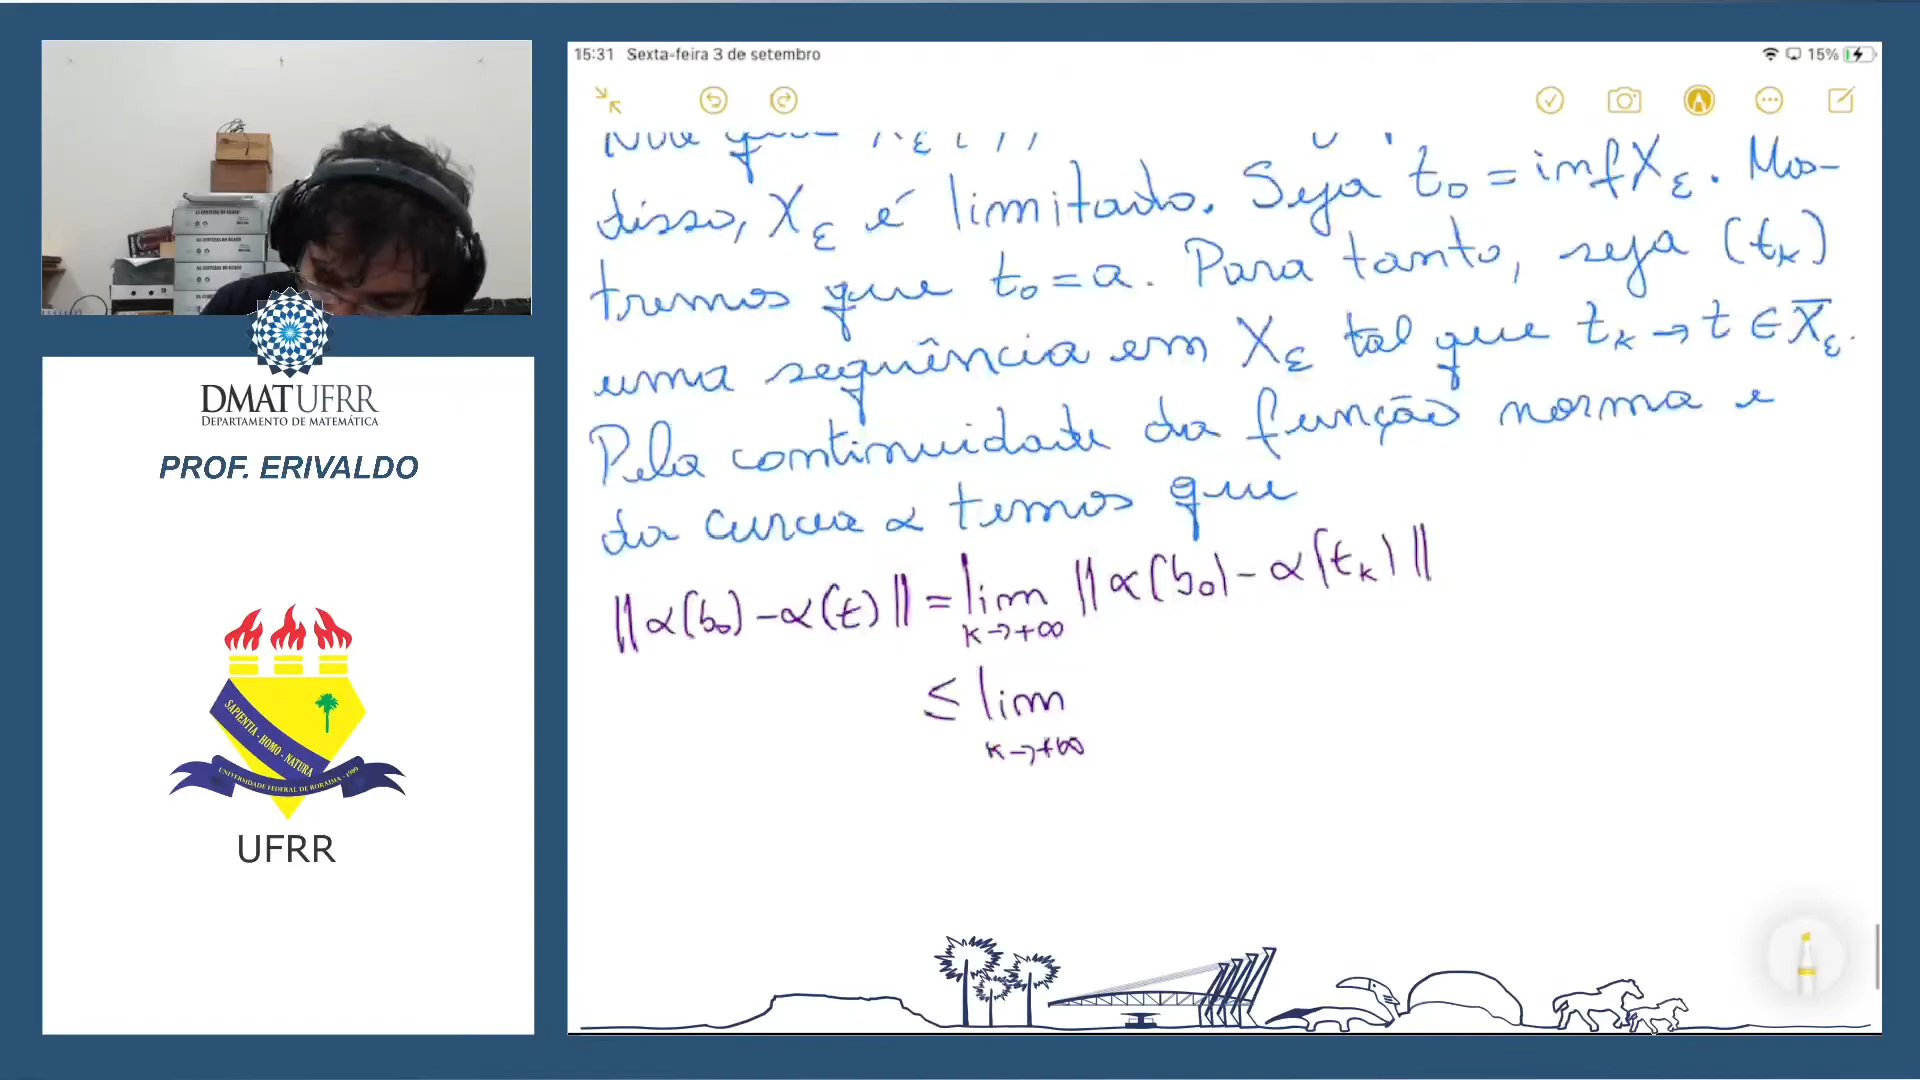 15:31 Sexta-feira 3 de setembro
15%
disso, X_ε é limitado. Seja t₀ = inf X_ε. Mos-
tremos que t₀ = a. Para tanto, seja (t_k)
uma sequência em X_ε tal que t_k → t ∈ X̄_ε.
Pela continuidade da função norma e
da curva α temos que
||α(b₀) - α(t)|| = lim ||α(b₀) - α(t_k)||
k→+∞
≤ lim
k→+∞
DMATUFRR
DEPARTAMENTO DE MATEMÁTICA
PROF. ERIVALDO
SAPIENTIA - HOMO - NATURA
UNIVERSIDADE FEDERAL DE RORAIMA - 1989
UFRR